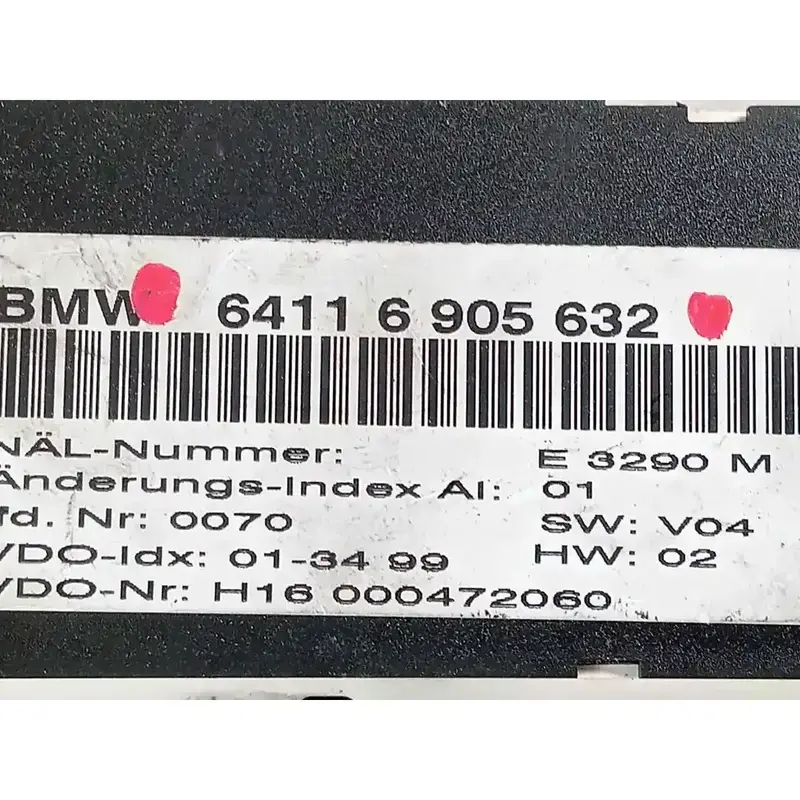 BMW 6411 6 905 632
NÄL-Nummer: E 3290 M
Änderungs-Index AI: 01
fd. Nr: 0070 SW: V04
VDO-Idx: 01-34 99 HW: 02
VDO-Nr: H16 000472060